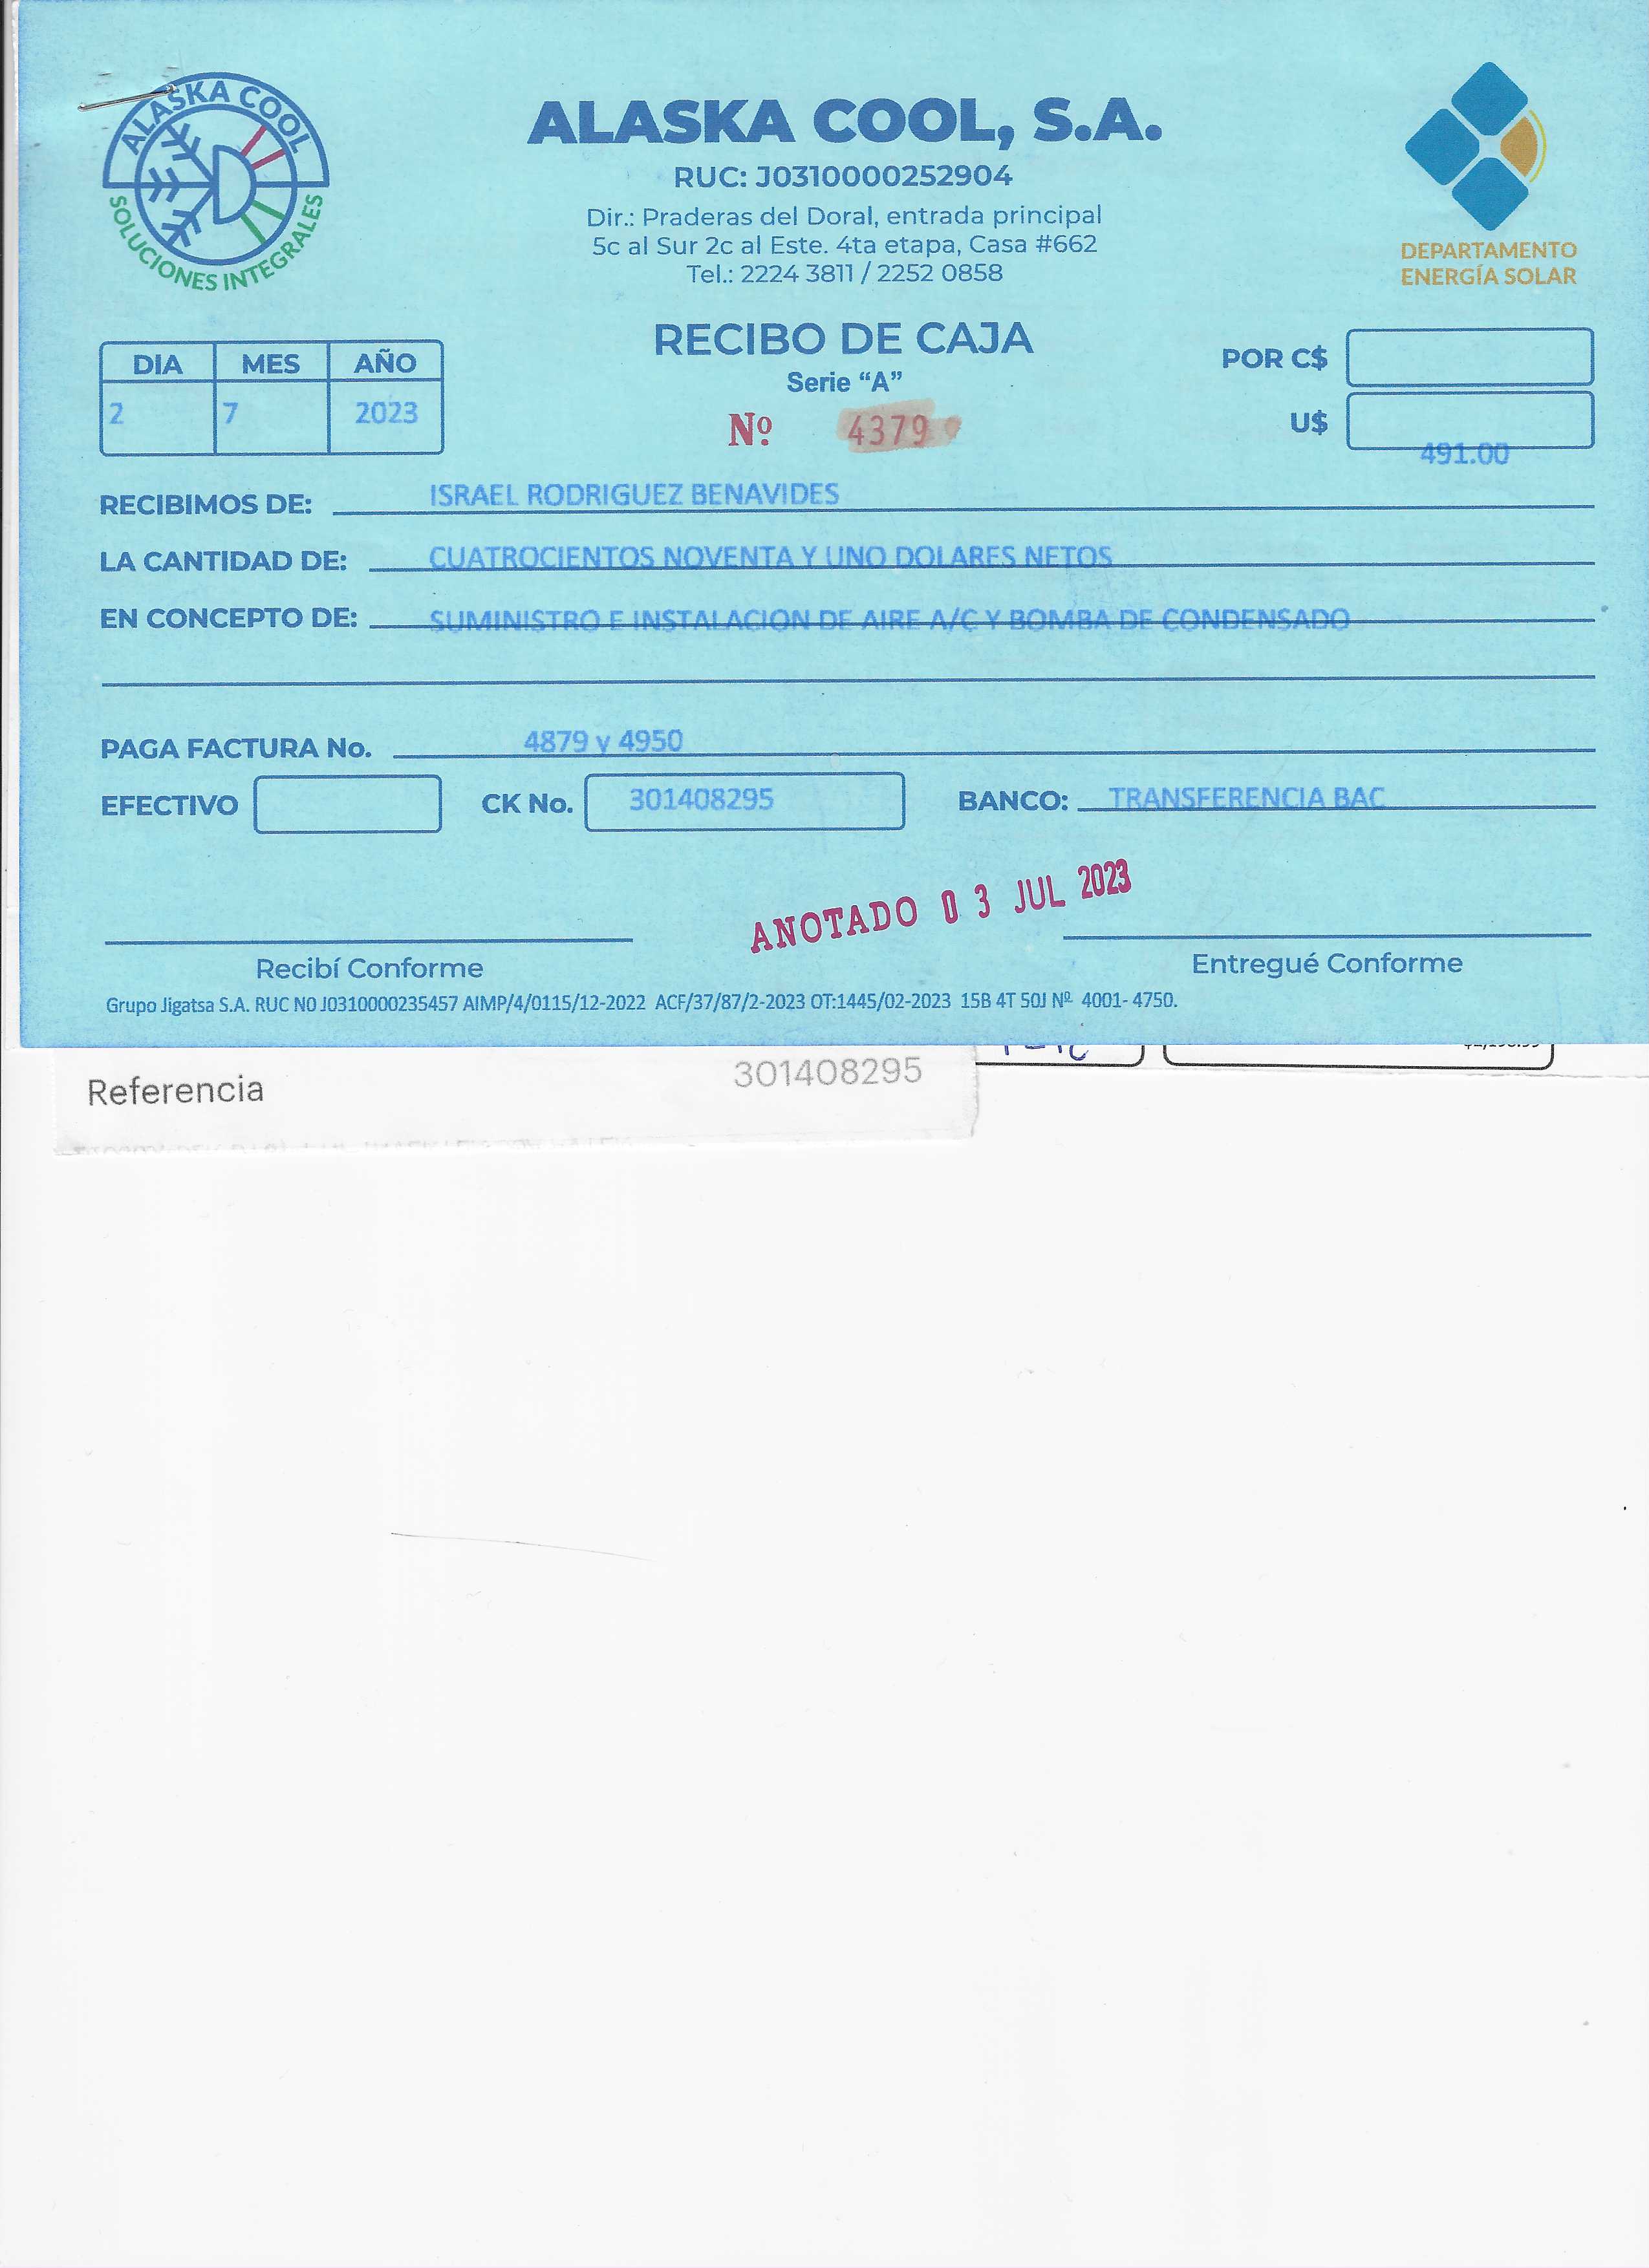 ALASKA COOL
SOLUCIONES INTEGRALES
ALASKA COOL, S.A.
RUC: J0310000252904
Dir.: Praderas del Doral, entrada principal
5c al Sur 2c al Este. 4ta etapa, Casa #662
Tel.: 2224 3811 / 2252 0858
DEPARTAMENTO
ENERGÍA SOLAR
RECIBO DE CAJA
Serie “A”
Nº 4379
DIA MES AÑO
2 7 2023
POR C$
U$ 491.00
RECIBIMOS DE: ISRAEL RODRIGUEZ BENAVIDES
LA CANTIDAD DE: CUATROCIENTOS NOVENTA Y UNO DOLARES NETOS
EN CONCEPTO DE: SUMINISTRO E INSTALACION DE AIRE A/C Y BOMBA DE CONDENSADO
PAGA FACTURA No. 4879 y 4950
EFECTIVO CK No. 301408295 BANCO: TRANSFERENCIA BAC
ANOTADO 03 JUL 2023
Recibí Conforme Entregué Conforme
Grupo Jigatsa S.A. RUC N0 J0310000235457 AIMP/4/0115/12-2022 ACF/37/87/2-2023 OT:1445/02-2023 15B 4T 50J Nº 4001- 4750.
Referencia 301408295